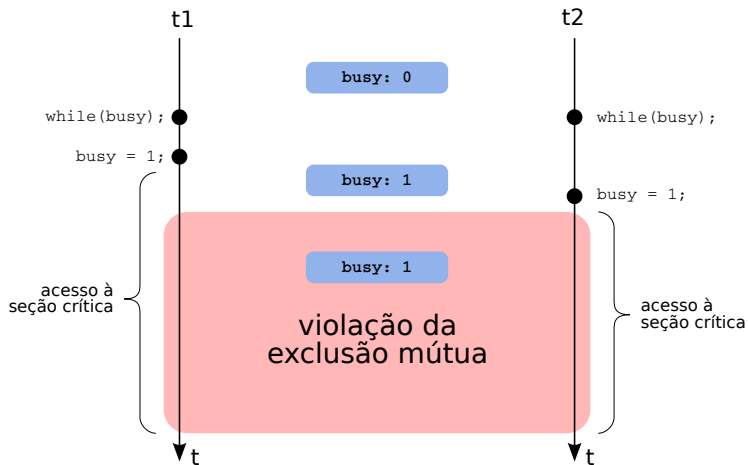 t1
t2
busy: 0
while(busy);
while(busy);
busy = 1;
busy: 1
busy = 1;
busy: 1
acesso à
seção crítica
acesso à
seção crítica
violação da
exclusão mútua
t
t